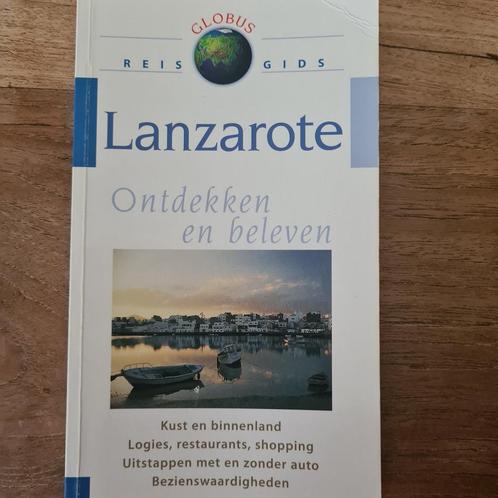 GLOBUS
REIS GIDS
Lanzarote
Ontdekken
en beleven
Kust en binnenland
Logies, restaurants, shopping
Uitstappen met en zonder auto
Bezienswaardigheden